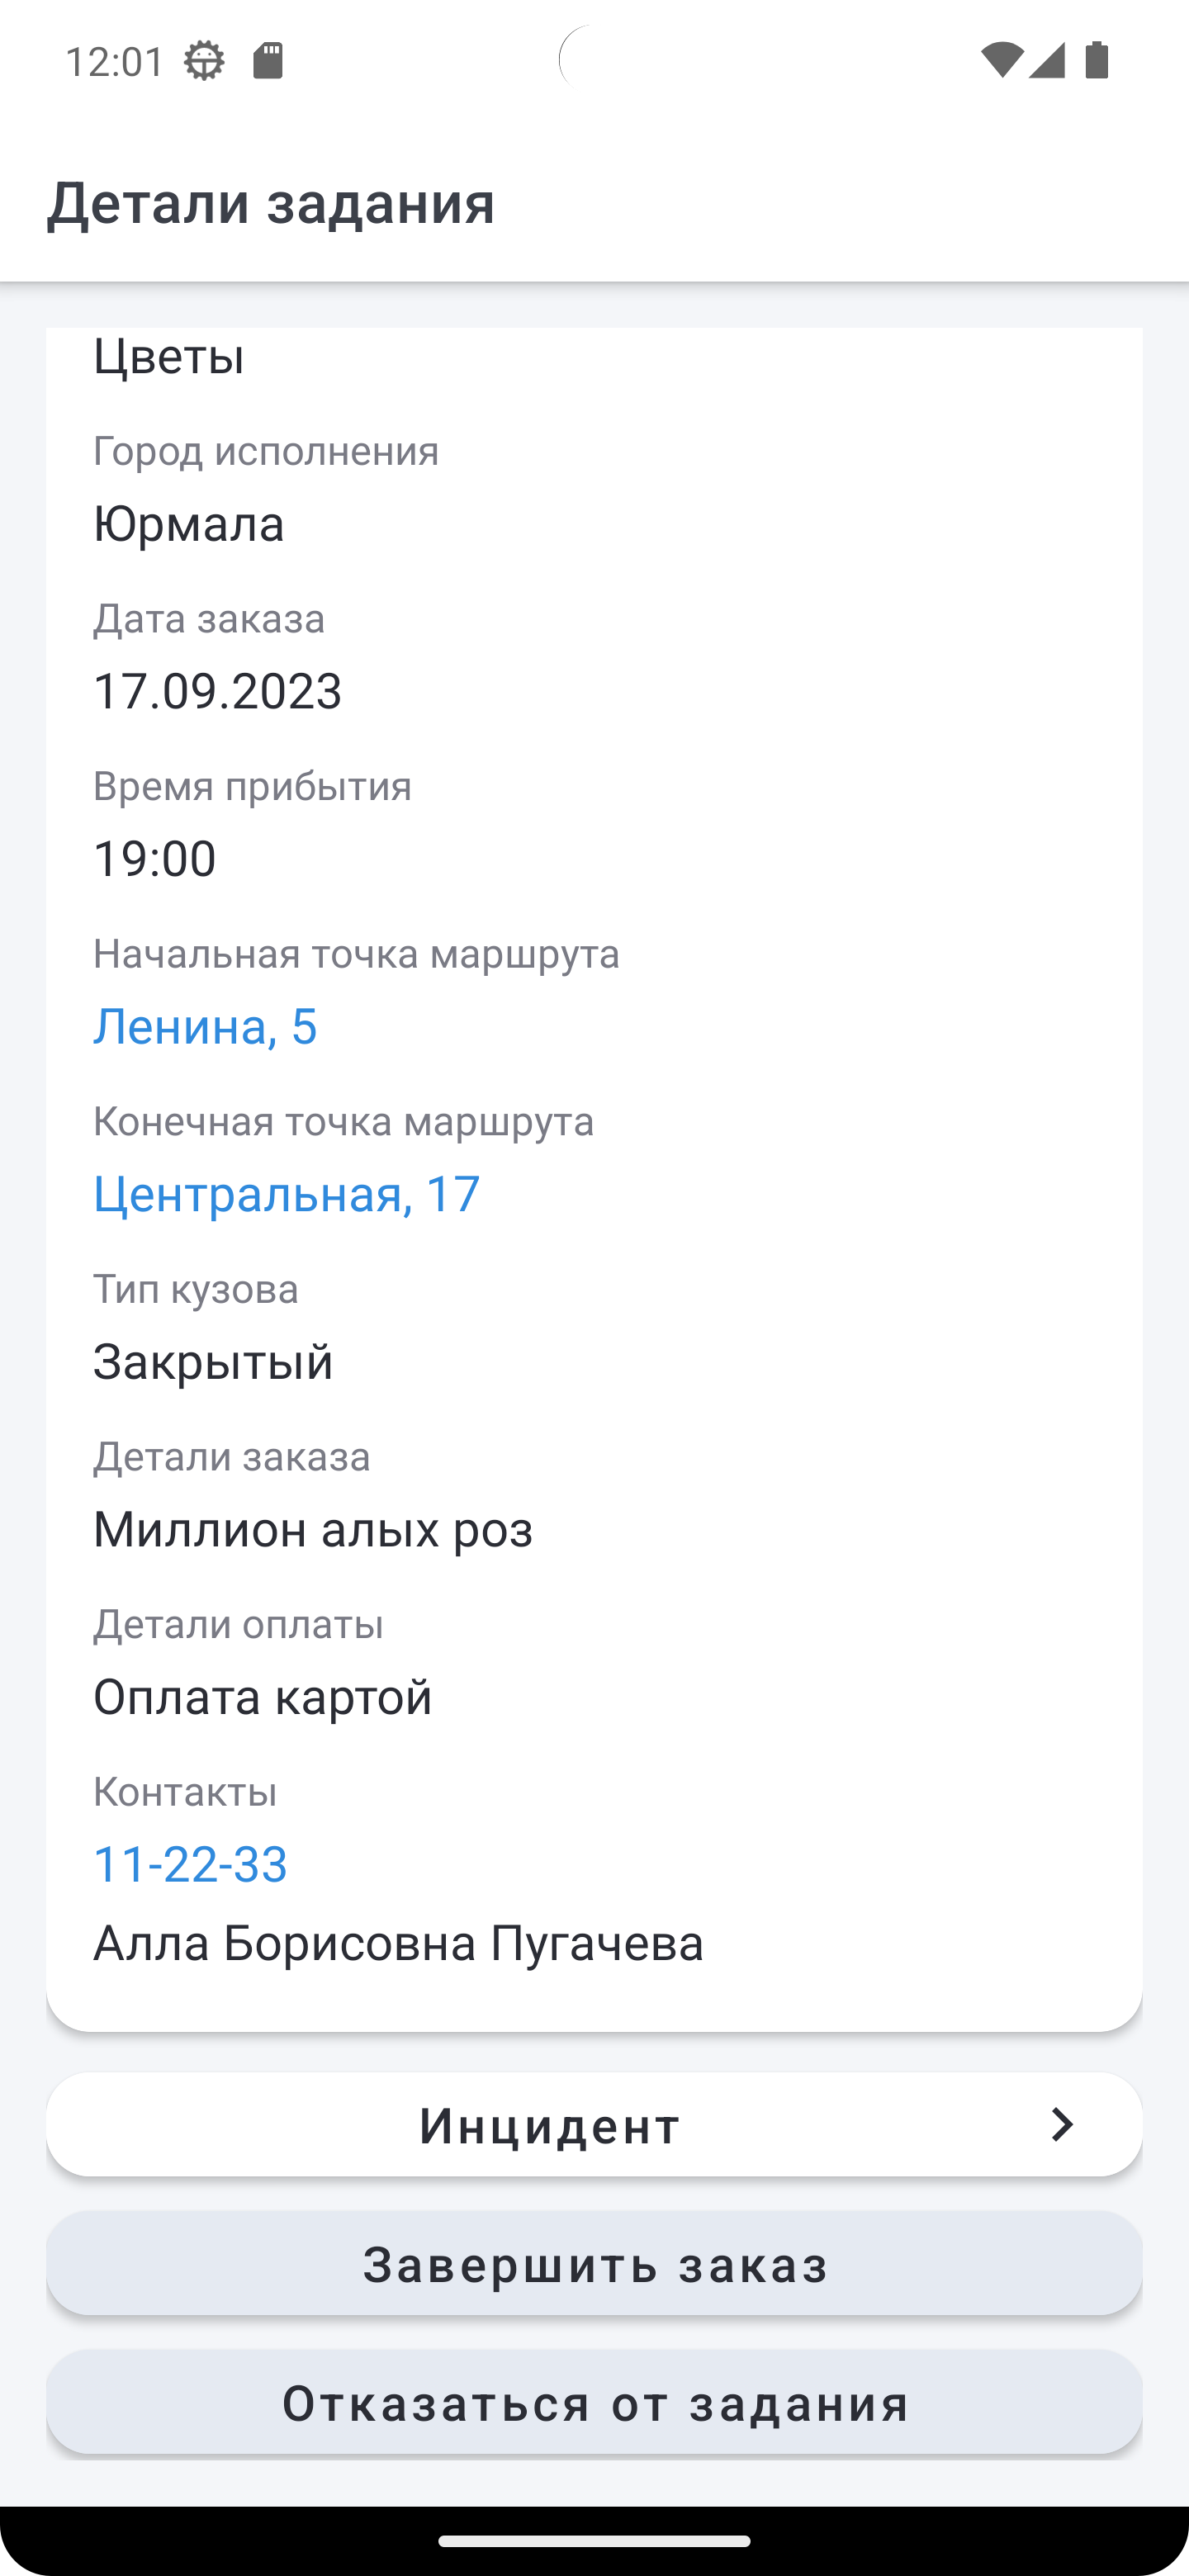 12:01
Детали задания
Цветы
Город исполнения
Юрмала
Дата заказа
17.09.2023
Время прибытия
19:00
Начальная точка маршрута
Ленина, 5
Конечная точка маршрута
Центральная, 17
Тип кузова
Закрытый
Детали заказа
Миллион алых роз
Детали оплаты
Оплата картой
Контакты
11-22-33
Алла Борисовна Пугачева
Инцидент
Завершить заказ
Отказаться от задания